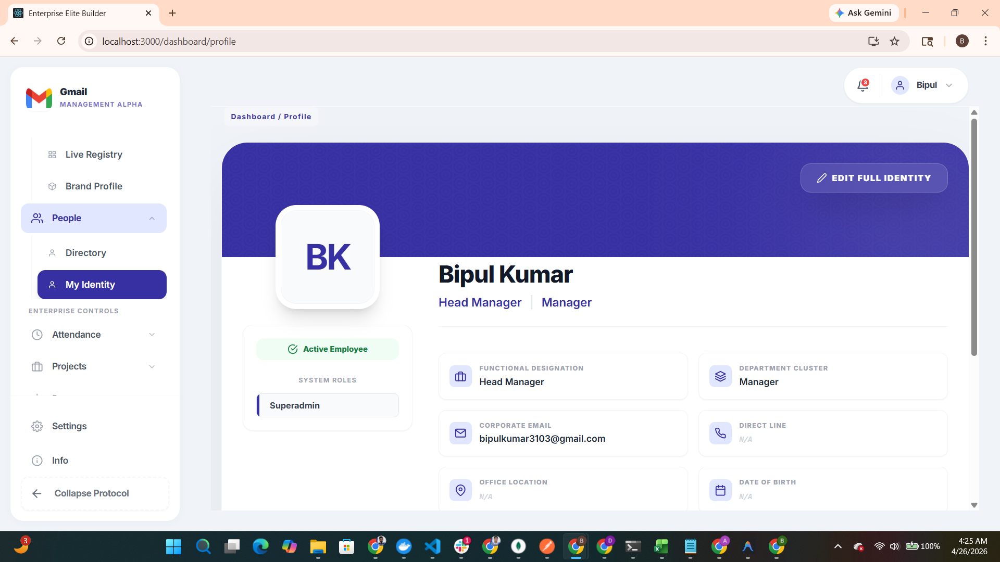 Enterprise Elite Builder
Ask Gemini
localhost:3000/dashboard/profile
B
Gmail
MANAGEMENT ALPHA
3
Bipul
Live Registry
Brand Profile
People
Directory
My Identity
ENTERPRISE CONTROLS
Attendance
Projects
Settings
Info
Collapse Protocol
Dashboard / Profile
EDIT FULL IDENTITY
BK
Bipul Kumar
Head Manager
Manager
Active Employee
SYSTEM ROLES
Superadmin
FUNCTIONAL DESIGNATION
Head Manager
DEPARTMENT CLUSTER
Manager
CORPORATE EMAIL
bipulkumar3103@gmail.com
DIRECT LINE
N/A
OFFICE LOCATION
N/A
DATE OF BIRTH
N/A
3
1
B
D
A
B
100%
4:25 AM
4/26/2026